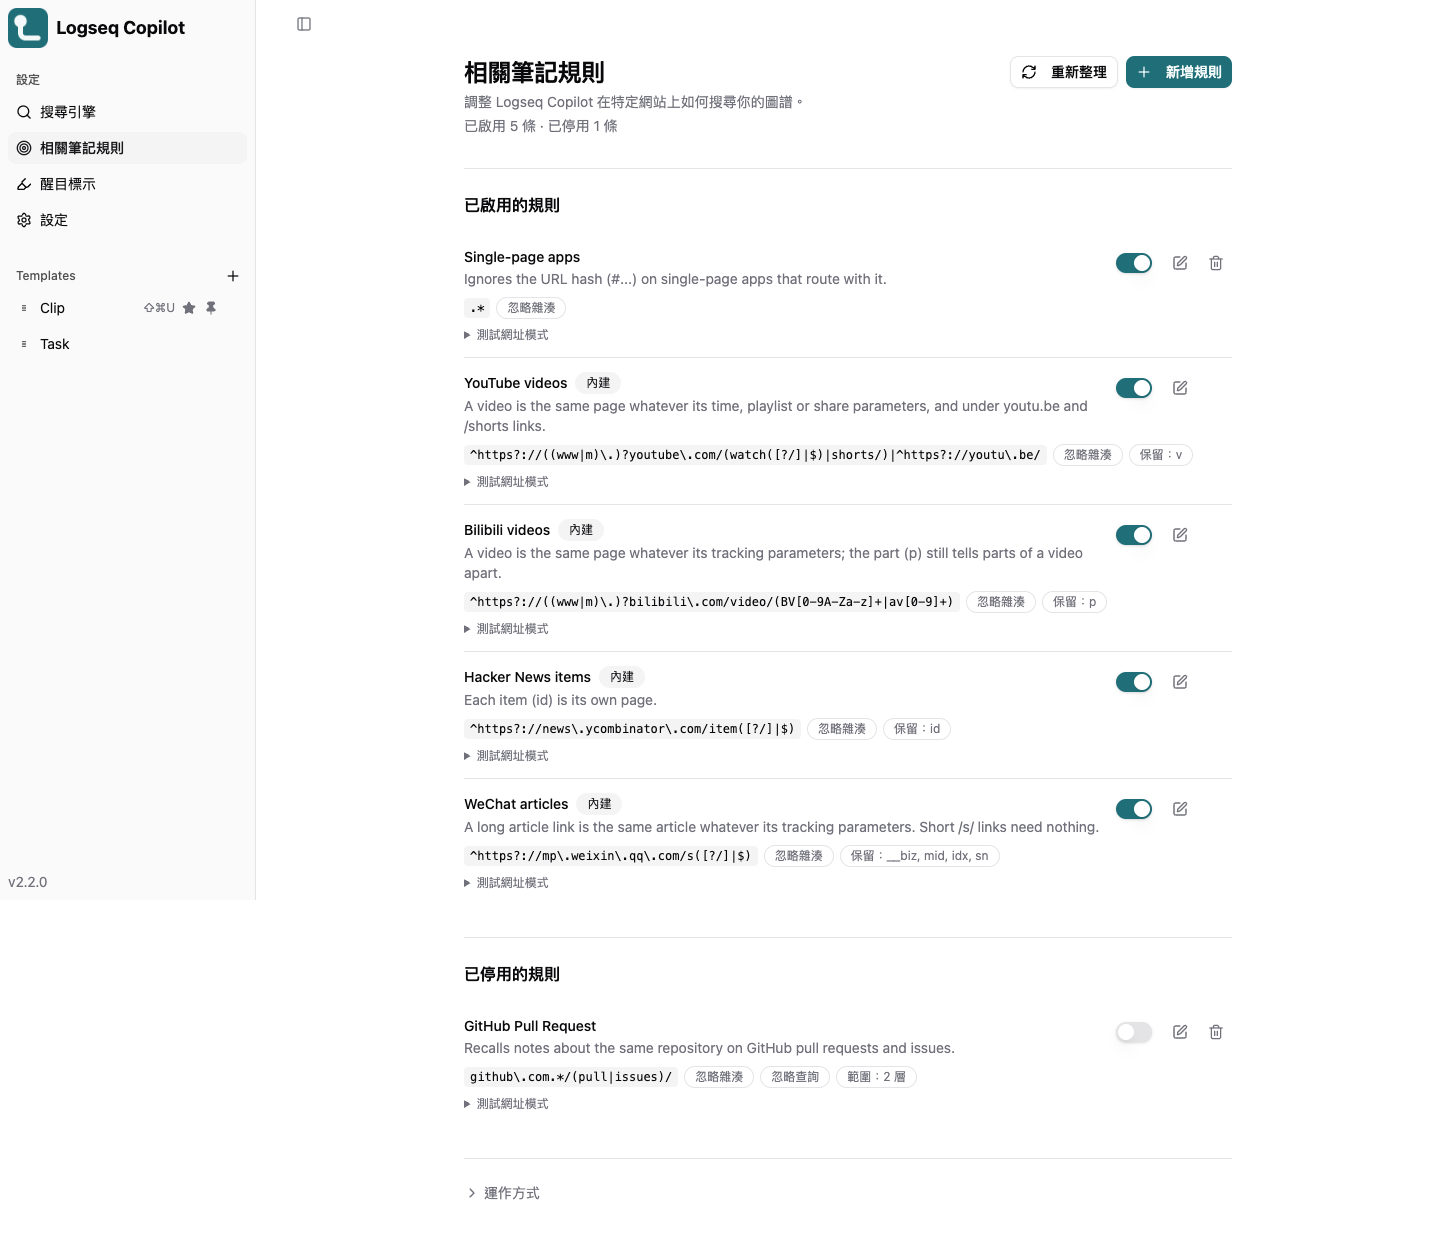 Logseq Copilot
設定
搜尋引擎
相關筆記規則
醒目標示
設定
Templates
Clip ⇧⌘U
Task
v2.2.0
相關筆記規則
重新整理
新增規則
調整 Logseq Copilot 在特定網站上如何搜尋你的圖譜。
已啟用 5 條 · 已停用 1 條
已啟用的規則
Single-page apps
Ignores the URL hash (#...) on single-page apps that route with it.
.* 忽略雜湊
測試網址模式
YouTube videos 內建
A video is the same page whatever its time, playlist or share parameters, and under youtu.be and
/shorts links.
^https?://((www|m)\.)?youtube\.com/(watch([?/]|$)|shorts/)|^https?://youtu\.be/ 忽略雜湊 保留：v
測試網址模式
Bilibili videos 內建
A video is the same page whatever its tracking parameters; the part (p) still tells parts of a video
apart.
^https?://((www|m)\.)?bilibili\.com/video/(BV[0-9A-Za-z]+|av[0-9]+) 忽略雜湊 保留：p
測試網址模式
Hacker News items 內建
Each item (id) is its own page.
^https?://news\.ycombinator\.com/item([?/]|$) 忽略雜湊 保留：id
測試網址模式
WeChat articles 內建
A long article link is the same article whatever its tracking parameters. Short /s/ links need nothing.
^https?://mp\.weixin\.qq\.com/s([?/]|$) 忽略雜湊 保留：__biz, mid, idx, sn
測試網址模式
已停用的規則
GitHub Pull Request
Recalls notes about the same repository on GitHub pull requests and issues.
github\.com.*/(pull|issues)/ 忽略雜湊 忽略查詢 範圍：2 層
測試網址模式
運作方式